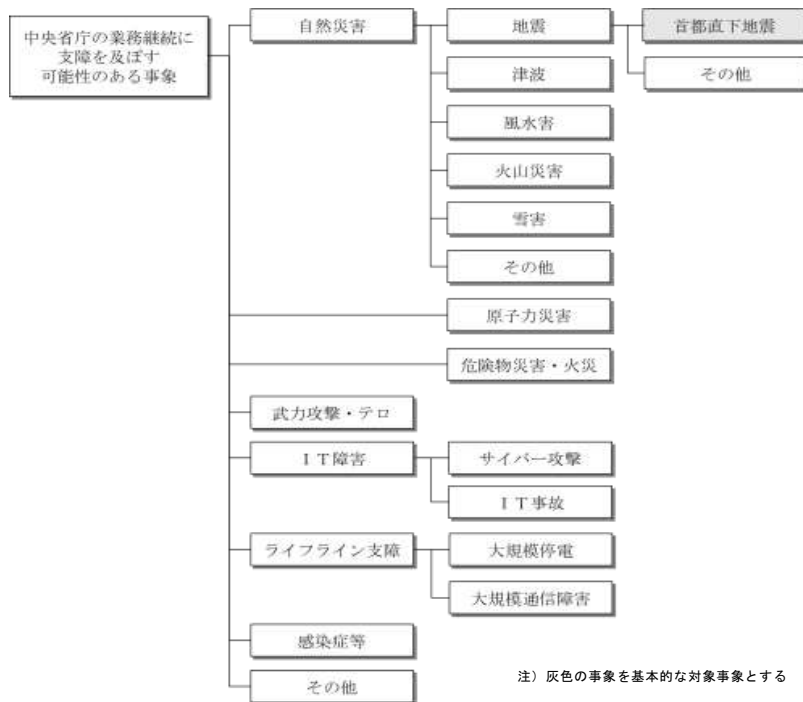 中央省庁の業務継続に
支障を及ぼす
可能性のある事象
自然災害
地震
首都直下地震
その他
津波
風水害
火山災害
雪害
その他
原子力災害
危険物災害・火災
武力攻撃・テロ
ＩＴ障害
サイバー攻撃
ＩＴ事故
ライフライン支障
大規模停電
大規模通信障害
感染症等
その他
注）灰色の事象を基本的な対象事象とする